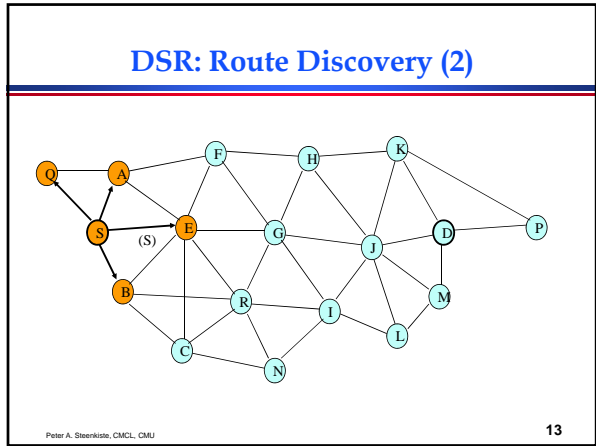 DSR: Route Discovery (2)
F
H
K
Q
A
S
(S)
E
G
J
D
P
B
R
I
M
C
N
L
Peter A. Steenkiste, CMCL, CMU
13